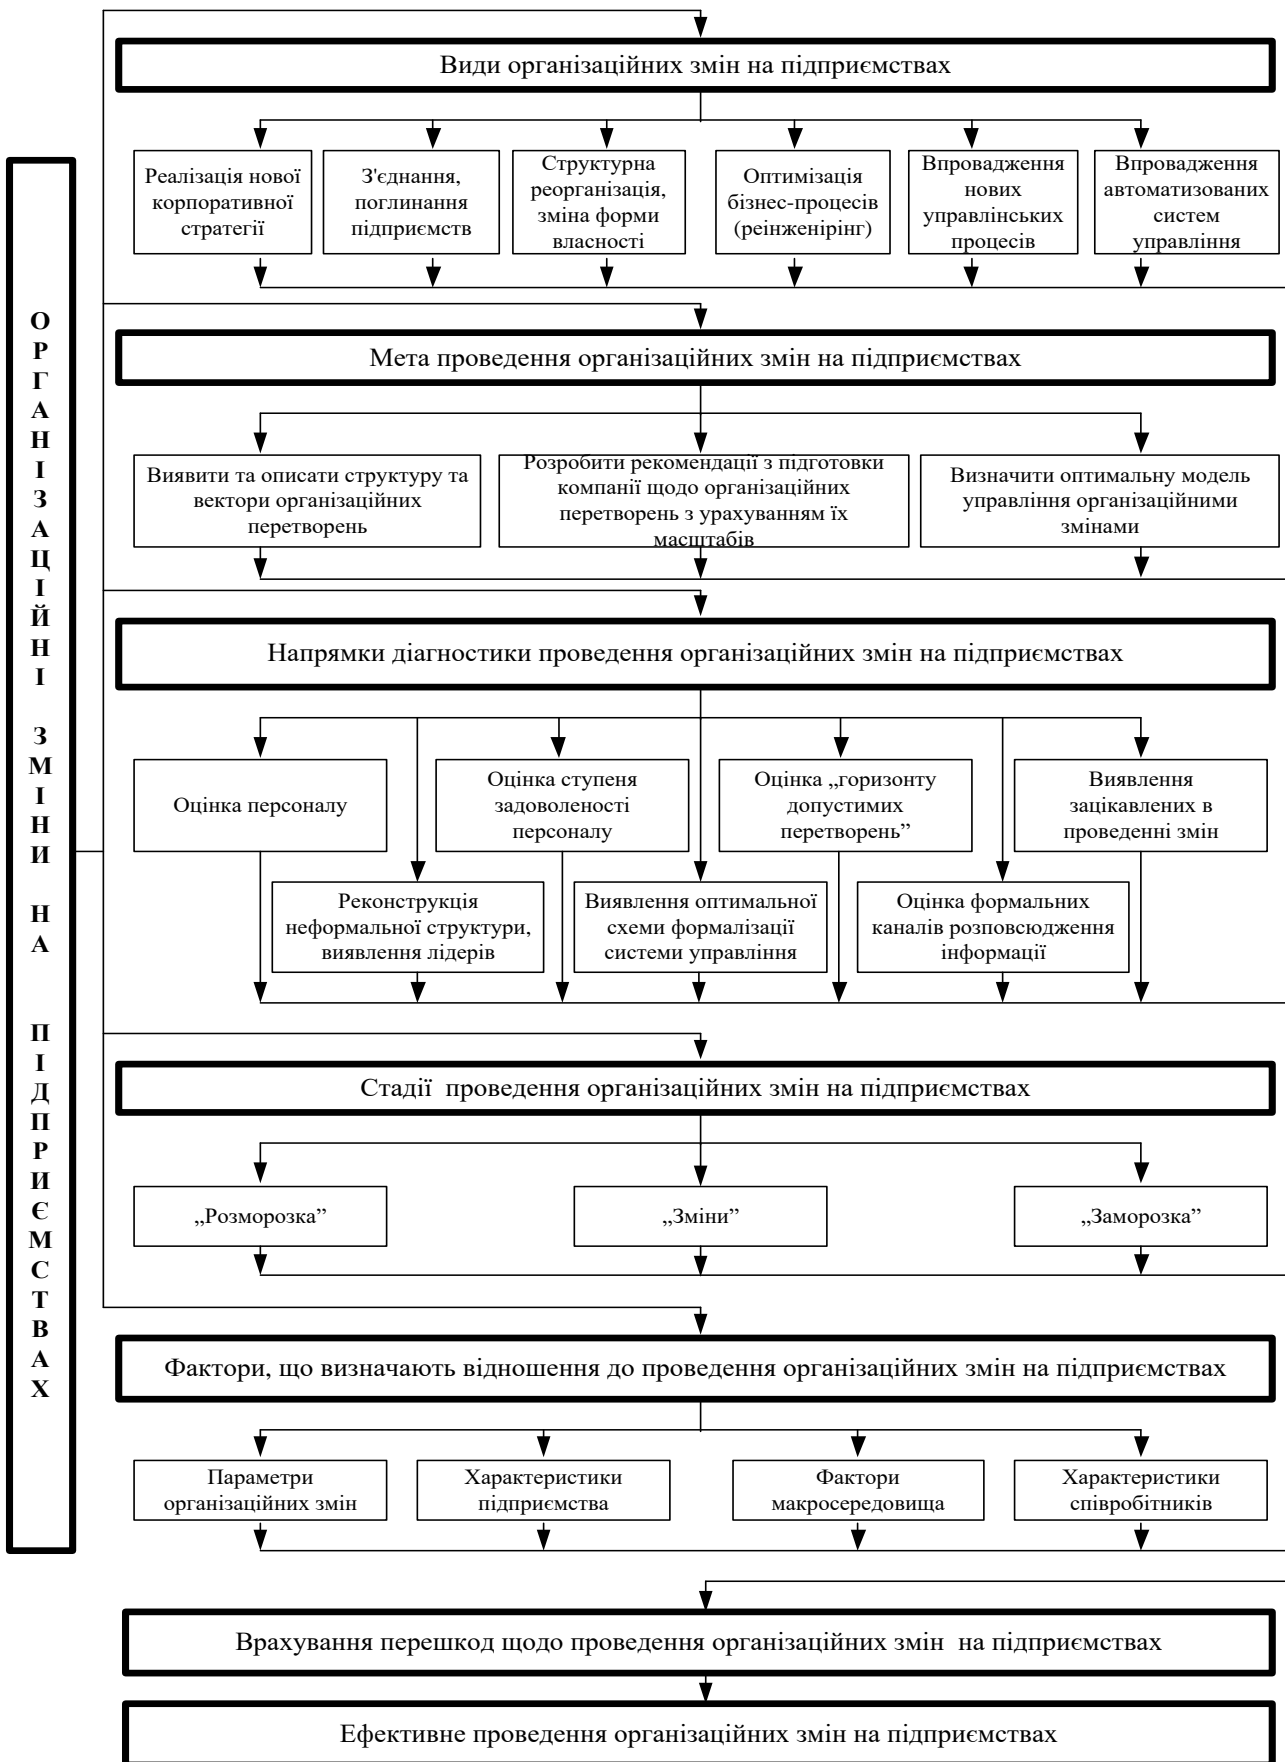 ОРГАНІЗАЦІЙНІ ЗМІНИ НА ПІДПРИЄМСТВАХ
Види організаційних змін на підприємствах
Реалізація нової
корпоративної
стратегії
З'єднання,
поглинання
підприємств
Структурна
реорганізація,
зміна форми
власності
Оптимізація
бізнес-процесів
(реінженірінг)
Впровадження
нових
управлінських
процесів
Впровадження
автоматизованих
систем
управління
Мета проведення організаційних змін на підприємствах
Виявити та описати структуру та
вектори організаційних
перетворень
Розробити рекомендації з підготовки
компанії щодо організаційних
перетворень з урахуванням їх
масштабів
Визначити оптимальну модель
управління організаційними
змінами
Напрямки діагностики проведення організаційних змін на підприємствах
Оцінка персоналу
Оцінка ступеня
задоволеності
персоналу
Оцінка „горизонту
допустимих
перетворень”
Виявлення
зацікавлених в
проведенні змін
Реконструкція
неформальної структури,
виявлення лідерів
Виявлення оптимальної
схеми формалізації
системи управління
Оцінка формальних
каналів розповсюдження
інформації
Стадії  проведення організаційних змін на підприємствах
„Розморозка”
„Зміни”
„Заморозка”
Фактори, що визначають відношення до проведення організаційних змін на підприємствах
Параметри
організаційних змін
Характеристики
підприємства
Фактори
макросередовища
Характеристики
співробітників
Врахування перешкод щодо проведення організаційних змін  на підприємствах
Ефективне проведення організаційних змін на підприємствах